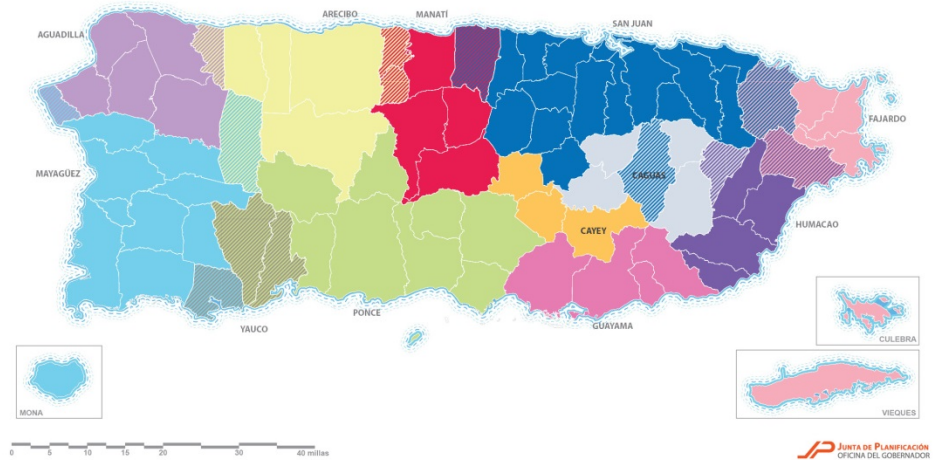 ARECIBO
MANATÍ
SAN JUAN
AGUADILLA
FAJARDO
MAYAGÜEZ
CAGUAS
HUMACAO
CAYEY
PONCE
YAUCO
GUAYAMA
CULEBRA
MONA
VIEQUES
0 5 10 15 20 30 40 millas
JP JUNTA DE PLANIFICACIÓN
OFICINA DEL GOBERNADOR